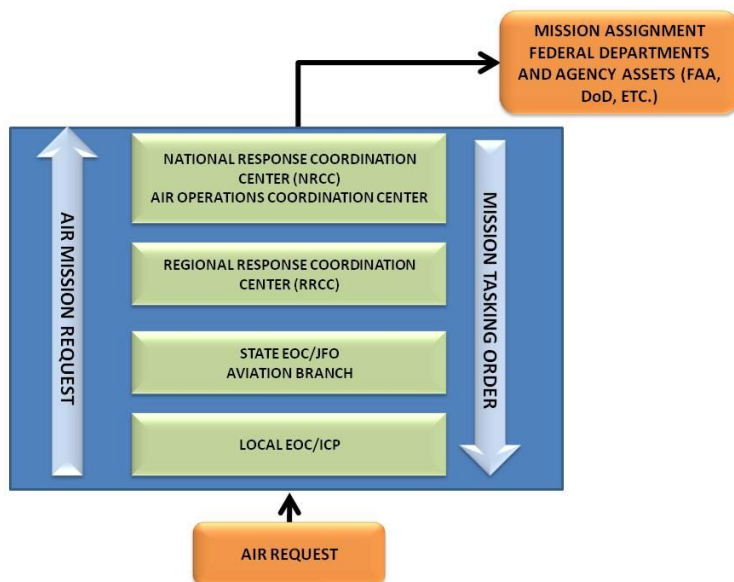 MISSION ASSIGNMENT
FEDERAL DEPARTMENTS
AND AGENCY ASSETS (FAA,
DoD, ETC.)
NATIONAL RESPONSE COORDINATION
CENTER (NRCC)
AIR OPERATIONS COORDINATION CENTER
REGIONAL RESPONSE COORDINATION
CENTER (RRCC)
STATE EOC/JFO
AVIATION BRANCH
LOCAL EOC/ICP
AIR MISSION REQUEST
MISSION TASKING ORDER
AIR REQUEST